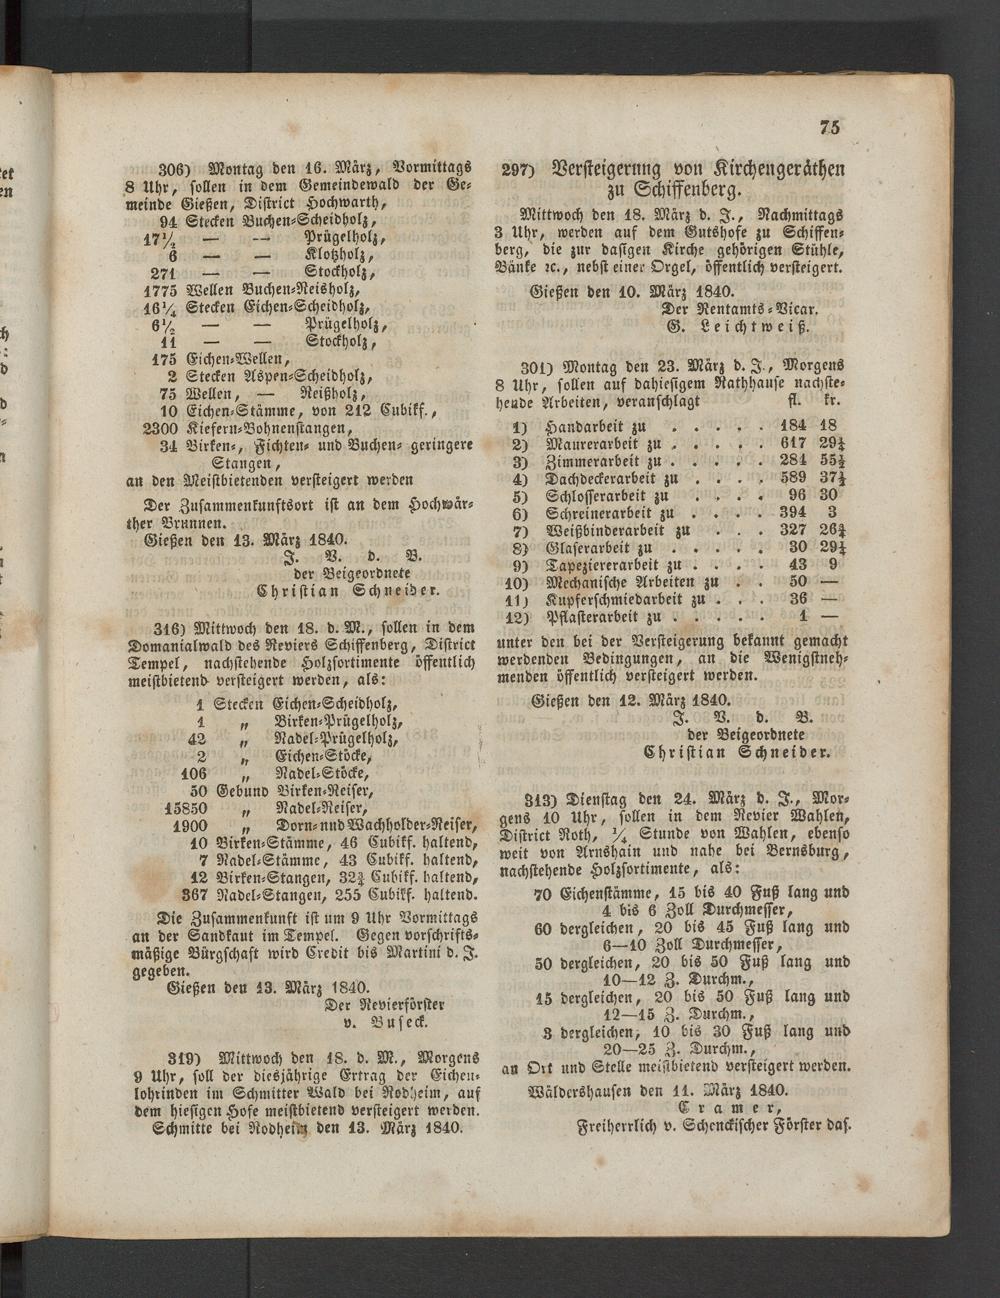 75
306) Montag den 16. März, Vormittags
8 Uhr, sollen in dem Gemeindewald der Ge-
meinde Gießen, District Hochwarth,
94 Stecken Buchen-Scheidholz,
17½ — — Prügelholz,
6 — — Klotzholz,
271 — — Stockholz,
1775 Wellen Buchen-Reisholz,
16¼ Stecken Eichen-Scheidholz,
6½ — — Prügelholz,
11 — — Stockholz,
175 Eichen-Wellen,
2 Stecken Aspen-Scheidholz,
75 Wellen, — Reißholz,
10 Eichen-Stämme, von 212 Cubikf.,
2300 Kiefern-Bohnenstangen,
34 Birken-, Fichten- und Buchen- geringere
Stangen,
an den Meistbietenden versteigert werden
Der Zusammenkunftsort ist an dem Hochwär-
ther Brunnen.
Gießen den 13. März 1840.
J. V. d. B.
der Beigeordnete
Christian Schneider.
316) Mittwoch den 18. d. M., sollen in dem
Domanialwald des Reviers Schiffenberg, District
Tempel, nachstehende Holzsortimente öffentlich
meistbietend versteigert werden, als:
1 Stecken Eichen-Scheidholz,
1 „ Birken-Prügelholz,
42 „ Nadel-Prügelholz,
2 „ Eichen-Stöcke,
106 „ Nadel-Stöcke,
50 Gebund Birken-Reiser,
15850 „ Nadel-Reiser,
1900 „ Dorn- und Wachholder-Reiser,
10 Birken-Stämme, 46 Cubikf. haltend,
7 Nadel-Stämme, 43 Cubikf. haltend,
12 Birken-Stangen, 32¾ Cubikf. haltend,
367 Nadel-Stangen, 255 Cubikf. haltend.
Die Zusammenkunft ist um 9 Uhr Vormittags
an der Sandkaut im Tempel. Gegen vorschrifts-
mäßige Bürgschaft wird Credit bis Martini d. J.
gegeben.
Gießen den 13. März 1840.
Der Revierförster
v. Buseck.
319) Mittwoch den 18. d. M., Morgens
9 Uhr, soll der diesjährige Ertrag der Eichen-
lohrinden im Schmitter Wald bei Rodheim, auf
dem hiesigen Hofe meistbietend versteigert werden.
Schmitte bei Rodheim den 13. März 1840.
297) Versteigerung von Kirchengeräthen
zu Schiffenberg.
Mittwoch den 18. März d. J., Nachmittags
3 Uhr, werden auf dem Gutshofe zu Schiffen-
berg, die zur dasigen Kirche gehörigen Stühle,
Bänke ꝛc., nebst einer Orgel, öffentlich versteigert.
Gießen den 10. März 1840.
Der Rentamts-Vicar.
G. Leichtweiß.
301) Montag den 23. März d. J., Morgens
8 Uhr, sollen auf dahiesigem Rathhause nachste-
hende Arbeiten, veranschlagt fl. kr.
1) Handarbeit zu . . . . . 184 18
2) Maurerarbeit zu . . . . . 617 29¼
3) Zimmerarbeit zu . . . . . 284 55½
4) Dachdeckerarbeit zu . . . . 589 37½
5) Schlosserarbeit zu . . . . 96 30
6) Schreinerarbeit zu . . . . 394 3
7) Weißbinderarbeit zu . . . 327 26¾
8) Glaserarbeit zu . . . . . 30 29¼
9) Tapeziererarbeit zu . . . . 43 9
10) Mechanische Arbeiten zu . . 50 —
11) Kupferschmiedarbeit zu . . . 36 —
12) Pflasterarbeit zu . . . . . 1 —
unter den bei der Versteigerung bekannt gemacht
werdenden Bedingungen, an die Wenigstneh-
menden öffentlich versteigert werden.
Gießen den 12. März 1840.
J. V. d. B.
der Beigeordnete
Christian Schneider.
313) Dienstag den 24. März d. J., Mor-
gens 10 Uhr, sollen in dem Revier Wahlen,
District Roth, ¼ Stunde von Wahlen, ebenso
weit von Arnshain und nahe bei Bernsburg,
nachstehende Holzsortimente, als:
70 Eichenstämme, 15 bis 40 Fuß lang und
4 bis 6 Zoll Durchmesser,
60 dergleichen, 20 bis 45 Fuß lang und
6—10 Zoll Durchmesser,
50 dergleichen, 20 bis 50 Fuß lang und
10—12 Z. Durchm.,
15 dergleichen, 20 bis 50 Fuß lang und
12—15 Z. Durchm.,
3 dergleichen, 10 bis 30 Fuß lang und
20—25 Z. Durchm.,
an Ort und Stelle meistbietend versteigert werden.
Wäldershausen den 11. März 1840.
Cramer,
Freiherrlich v. Schenckischer Förster das.